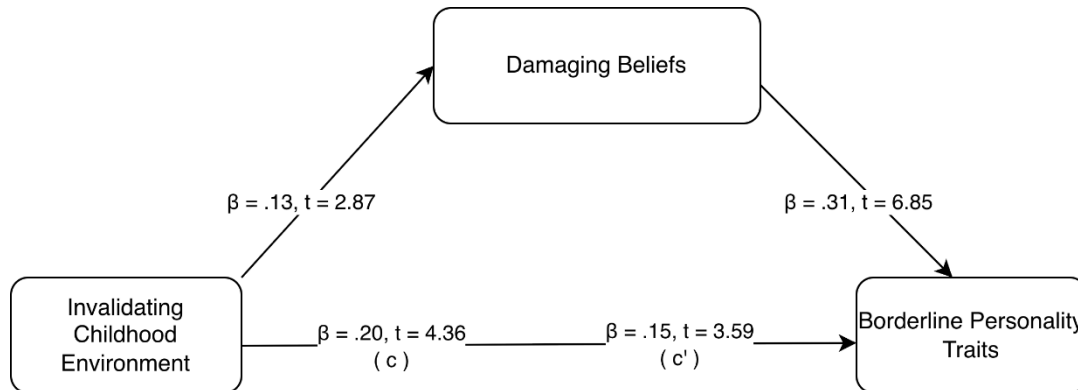 Damaging Beliefs
β = .13, t = 2.87
β = .31, t = 6.85
Invalidating
Childhood
Environment
β = .20, t = 4.36
( c )
β = .15, t = 3.59
( c' )
Borderline Personality
Traits